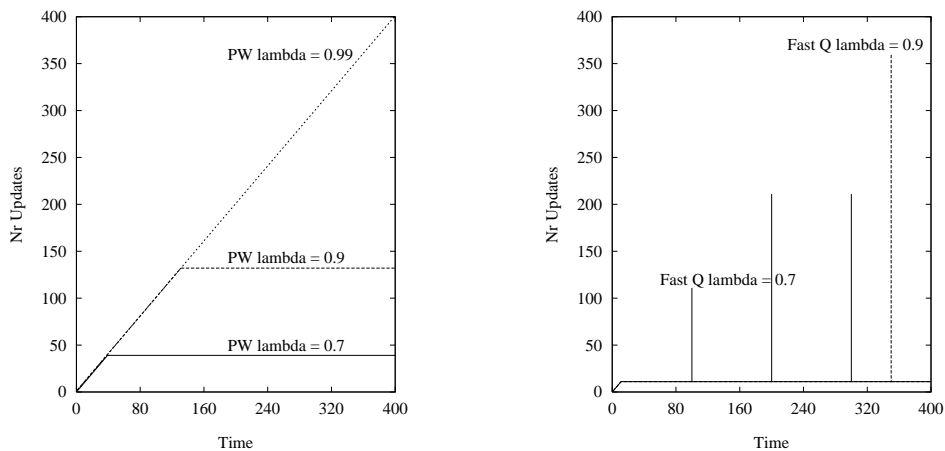 400
350
300
250
200
150
100
50
0
Nr Updates
PW lambda = 0.99
PW lambda = 0.9
PW lambda = 0.7
0 80 160 240 320 400
Time
400
350
300
250
200
150
100
50
0
Nr Updates
Fast Q lambda = 0.9
Fast Q lambda = 0.7
0 80 160 240 320 400
Time